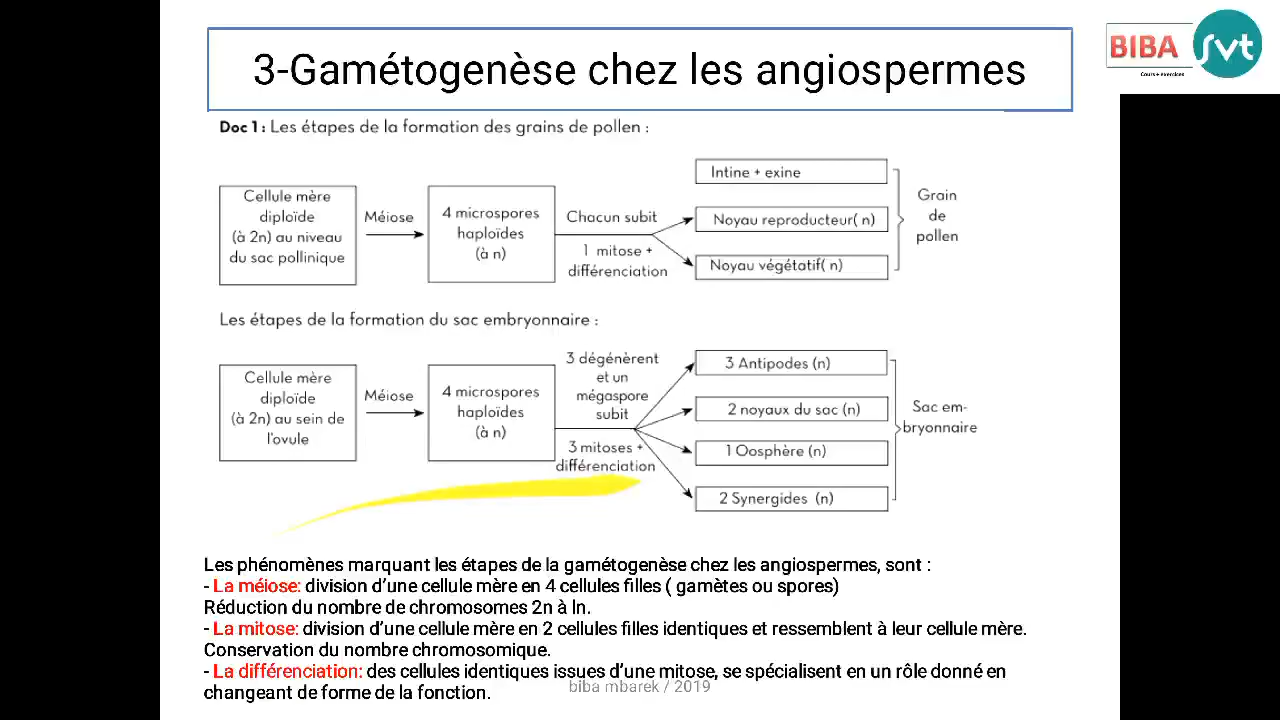 BIBA
Svt
Cours + exercices
3-Gamétogenèse chez les angiospermes
Doc 1 : Les étapes de la formation des grains de pollen :
Cellule mère
diploïde
(à 2n) au niveau
du sac pollinique
Méiose
4 microspores
haploïdes
(à n)
Chacun subit
1 mitose +
différenciation
Intine + exine
Noyau reproducteur( n)
Noyau végétatif( n)
Grain
de
pollen
Les étapes de la formation du sac embryonnaire :
Cellule mère
diploïde
(à 2n) au sein de
l'ovule
Méiose
4 microspores
haploïdes
(à n)
3 dégénèrent
et un
mégaspore
subit
3 mitoses +
différenciation
3 Antipodes (n)
2 noyaux du sac (n)
1 Oosphère (n)
2 Synergides (n)
Sac em-
bryonnaire
Les phénomènes marquant les étapes de la gamétogenèse chez les angiospermes, sont :
- La méiose: division d'une cellule mère en 4 cellules filles ( gamètes ou spores)
Réduction du nombre de chromosomes 2n à ln.
- La mitose: division d'une cellule mère en 2 cellules filles identiques et ressemblent à leur cellule mère.
Conservation du nombre chromosomique.
- La différenciation: des cellules identiques issues d'une mitose, se spécialisent en un rôle donné en
changeant de forme de la fonction.
biba mbarek / 2019